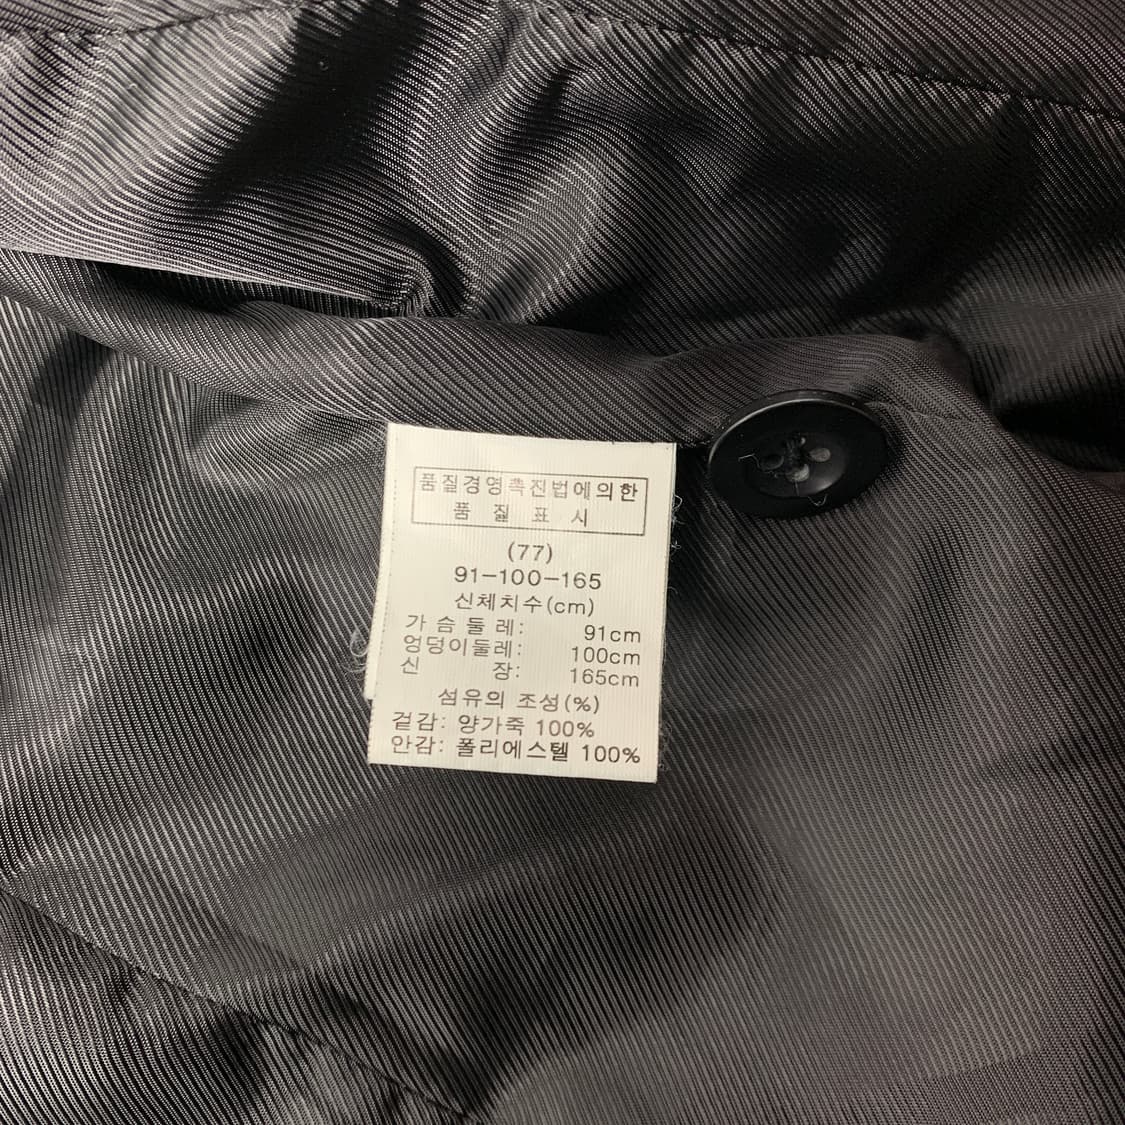 품질경영촉진법에의한
품 질 표 시
(77)
91-100-165
신체치수(cm)
가 슴 둘 레: 91cm
엉덩이둘레: 100cm
신 장: 165cm
섬유의 조성(%)
겉감: 양가죽 100%
안감: 폴리에스텔 100%